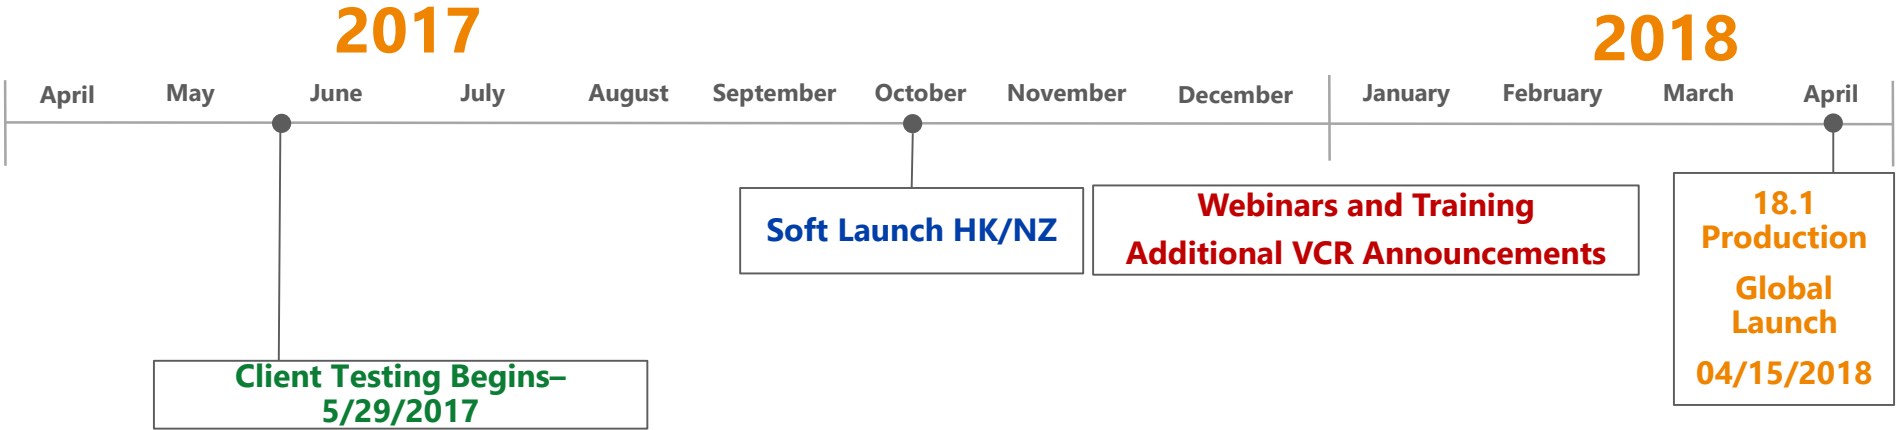 2017
2018
April May June July August September October November December January February March April
Soft Launch HK/NZ
Webinars and Training
Additional VCR Announcements
18.1
Production
Global
Launch
04/15/2018
Client Testing Begins–
5/29/2017